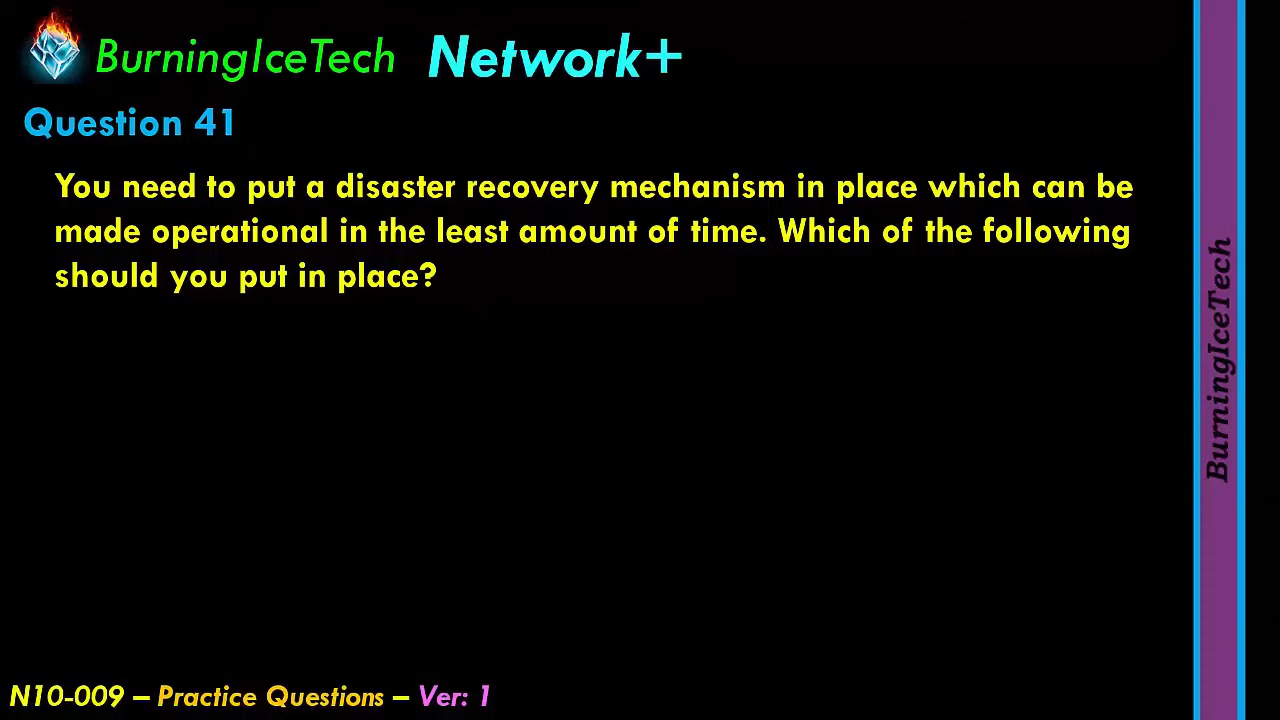 BurningIceTech Network+
Question 41
You need to put a disaster recovery mechanism in place which can be
made operational in the least amount of time. Which of the following
should you put in place?
BurningIceTech
N10-009 – Practice Questions – Ver: 1